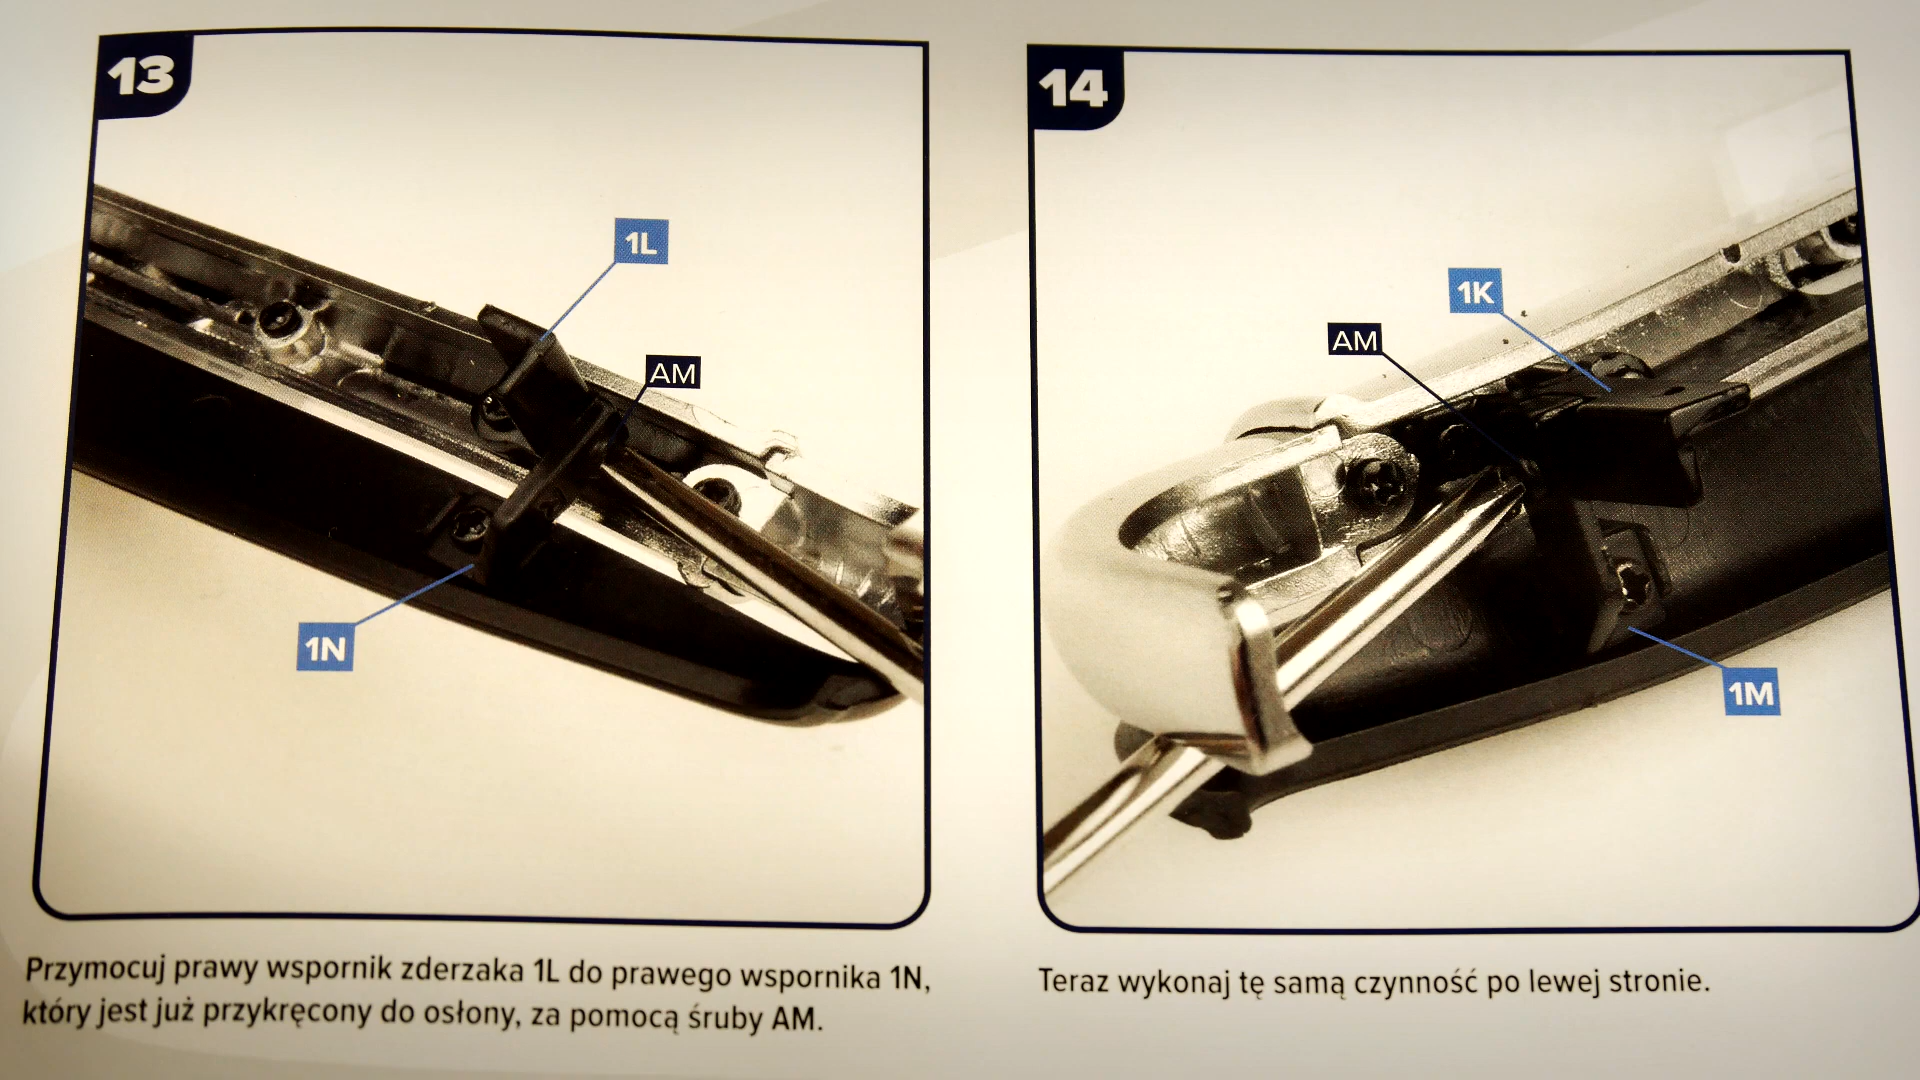 13
1L
AM
1N
Przymocuj prawy wspornik zderzaka 1L do prawego wspornika 1N,
który jest już przykręcony do osłony, za pomocą śruby AM.
14
1K
AM
1M
Teraz wykonaj tę samą czynność po lewej stronie.